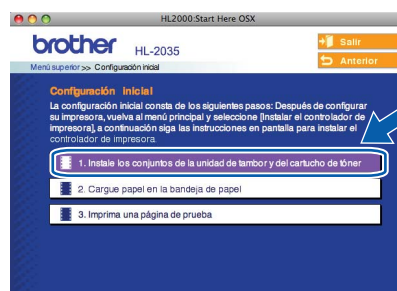 HL2000:Start Here OSX
brother HL-2035
Salir
Anterior
Menú superior >> Configuración inicial
Configuración inicial
La configuración inicial consta de los siguientes pasos: Después de configurar
su impresora, vuelva al menú principal y seleccione [Instalar el controlador de
impresora], a continuación siga las instrucciones en pantalla para instalar el
controlador de impresora.
1. Instale los conjuntos de la unidad de tambor y del cartucho de tóner
2. Cargue papel en la bandeja de papel
3. Imprima una página de prueba